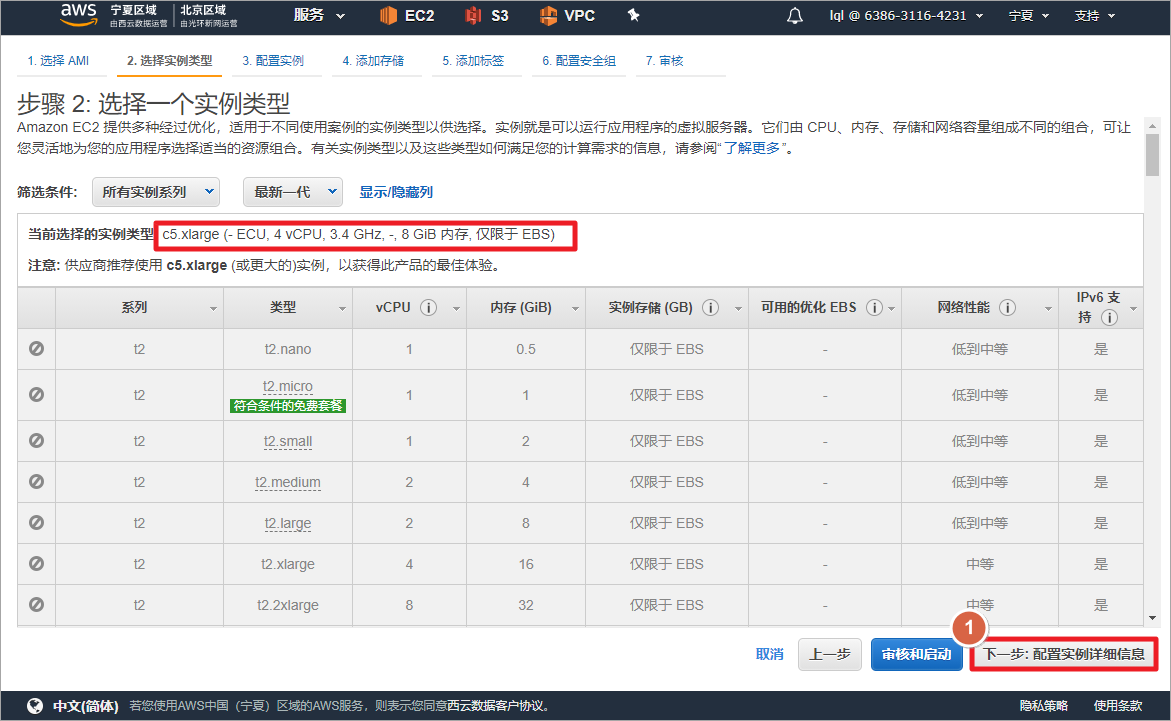 aws 宁夏区域 由西云数据运营 北京区域 由光环新网运营 服务 EC2 S3 VPC lql @ 6386-3116-4231 宁夏 支持
1. 选择 AMI 2. 选择实例类型 3. 配置实例 4. 添加存储 5. 添加标签 6. 配置安全组 7. 审核
步骤 2: 选择一个实例类型
Amazon EC2 提供多种经过优化，适用于不同使用案例的实例类型以供选择。实例就是可以运行应用程序的虚拟服务器。它们由 CPU、内存、存储和网络容量组成不同的组合，可让
您灵活地为您的应用程序选择适当的资源组合。有关实例类型以及这些类型如何满足您的计算需求的信息，请参阅“了解更多”。
筛选条件: 所有实例系列 最新一代 显示/隐藏列
当前选择的实例类型 c5.xlarge (- ECU, 4 vCPU, 3.4 GHz, -, 8 GiB 内存, 仅限于 EBS)
注意: 供应商推荐使用 c5.xlarge (或更大的)实例，以获得此产品的最佳体验。
系列 类型 vCPU i 内存 (GiB) 实例存储 (GB) i 可用的优化 EBS i 网络性能 i IPv6 支
持 i
t2 t2.nano 1 0.5 仅限于 EBS - 低到中等 是
t2 t2.micro 1 1 仅限于 EBS - 低到中等 是
符合条件的免费套餐
t2 t2.small 1 2 仅限于 EBS - 低到中等 是
t2 t2.medium 2 4 仅限于 EBS - 低到中等 是
t2 t2.large 2 8 仅限于 EBS - 低到中等 是
t2 t2.xlarge 4 16 仅限于 EBS - 中等 是
t2 t2.2xlarge 8 32 仅限于 EBS - 中等 是
1
取消 上一步 审核和启动 下一步: 配置实例详细信息
中文(简体) 若您使用AWS中国（宁夏）区域的AWS服务，则表示您同意西云数据客户协议。 隐私策略 使用条款